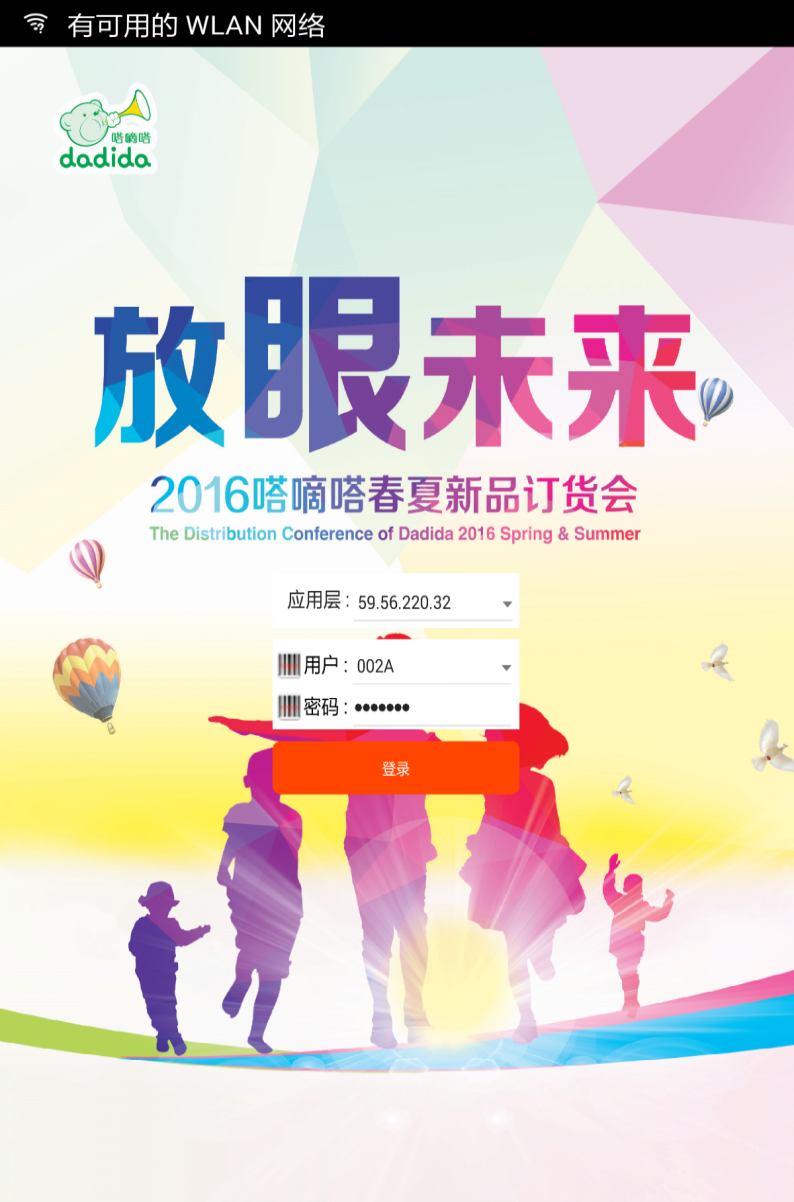 有可用的 WLAN 网络
嗒嘀嗒
dadida
放眼未来
2016嗒嘀嗒春夏新品订货会
The Distribution Conference of Dadida 2016 Spring & Summer
应用层 : 59.56.220.32
用户 : 002A
密码 : •••••••
登录